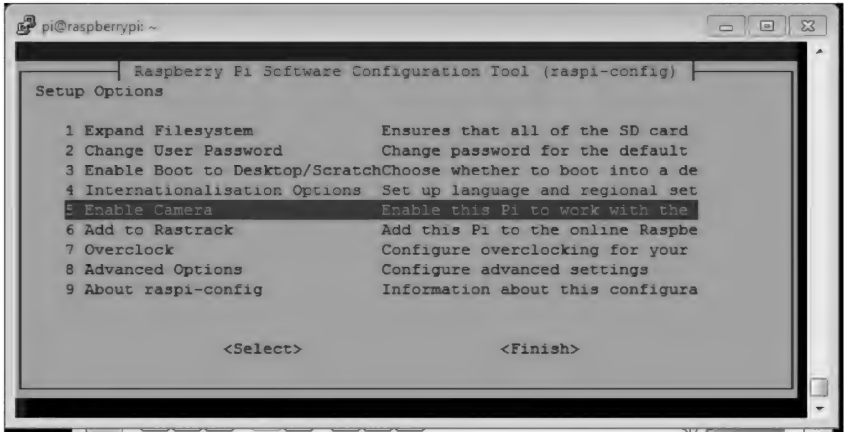 pi@raspberrypi: ~
Raspberry Pi Software Configuration Tool (raspi-config)
Setup Options
1 Expand Filesystem Ensures that all of the SD card
2 Change User Password Change password for the default
3 Enable Boot to Desktop/ScratchChoose whether to boot into a de
4 Internationalisation Options Set up language and regional set
5 Enable Camera Enable this Pi to work with the
6 Add to Rastrack Add this Pi to the online Raspbe
7 Overclock Configure overclocking for your
8 Advanced Options Configure advanced settings
9 About raspi-config Information about this configura
<Select> <Finish>